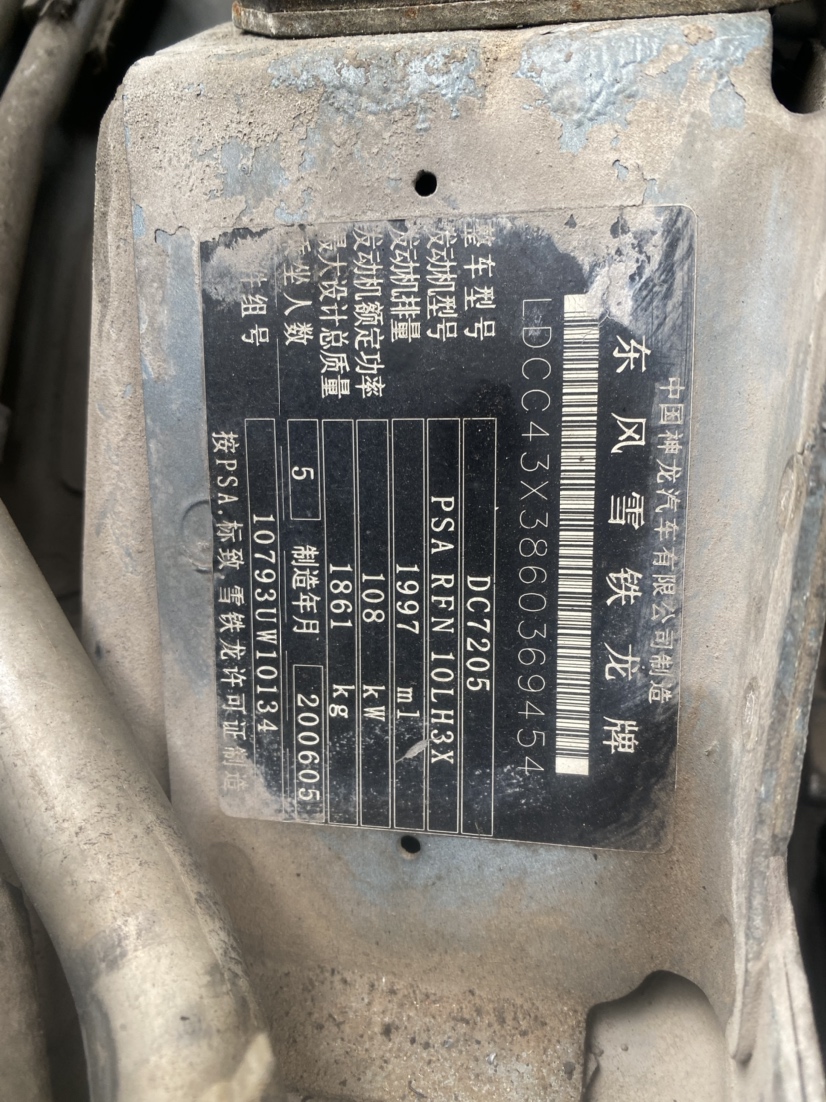 中国神龙汽车有限公司制造
东风雪铁龙牌
LDCC43X3860369454
整车型号 DC7205
发动机型号 PSA RFN 10LH3X
发动机排量 1997 ml
发动机额定功率 108 kW
最大设计总质量 1861 kg
坐人数 5 制造年月 200605
件组号 10793UW10134
按PSA.标致.雪铁龙许可证制造